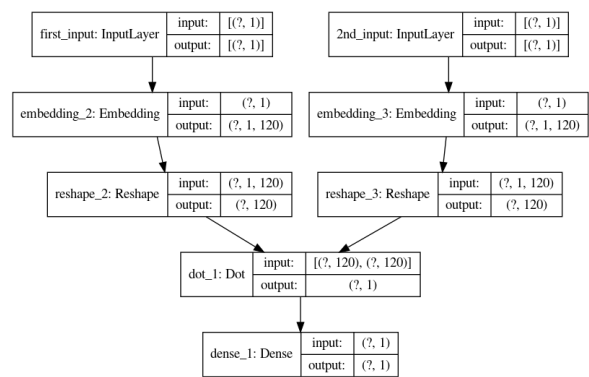 first_input: InputLayer input: [(?, 1)] output: [(?, 1)]
2nd_input: InputLayer input: [(?, 1)] output: [(?, 1)]
embedding_2: Embedding input: (?, 1) output: (?, 1, 120)
embedding_3: Embedding input: (?, 1) output: (?, 1, 120)
reshape_2: Reshape input: (?, 1, 120) output: (?, 120)
reshape_3: Reshape input: (?, 1, 120) output: (?, 120)
dot_1: Dot input: [(?, 120), (?, 120)] output: (?, 1)
dense_1: Dense input: (?, 1) output: (?, 1)